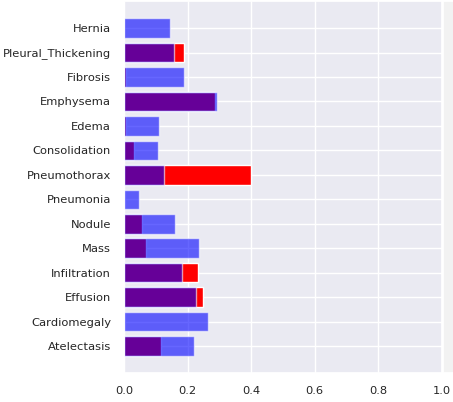 Hernia
Pleural_Thickening
Fibrosis
Emphysema
Edema
Consolidation
Pneumothorax
Pneumonia
Nodule
Mass
Infiltration
Effusion
Cardiomegaly
Atelectasis
0.0 0.2 0.4 0.6 0.8 1.0